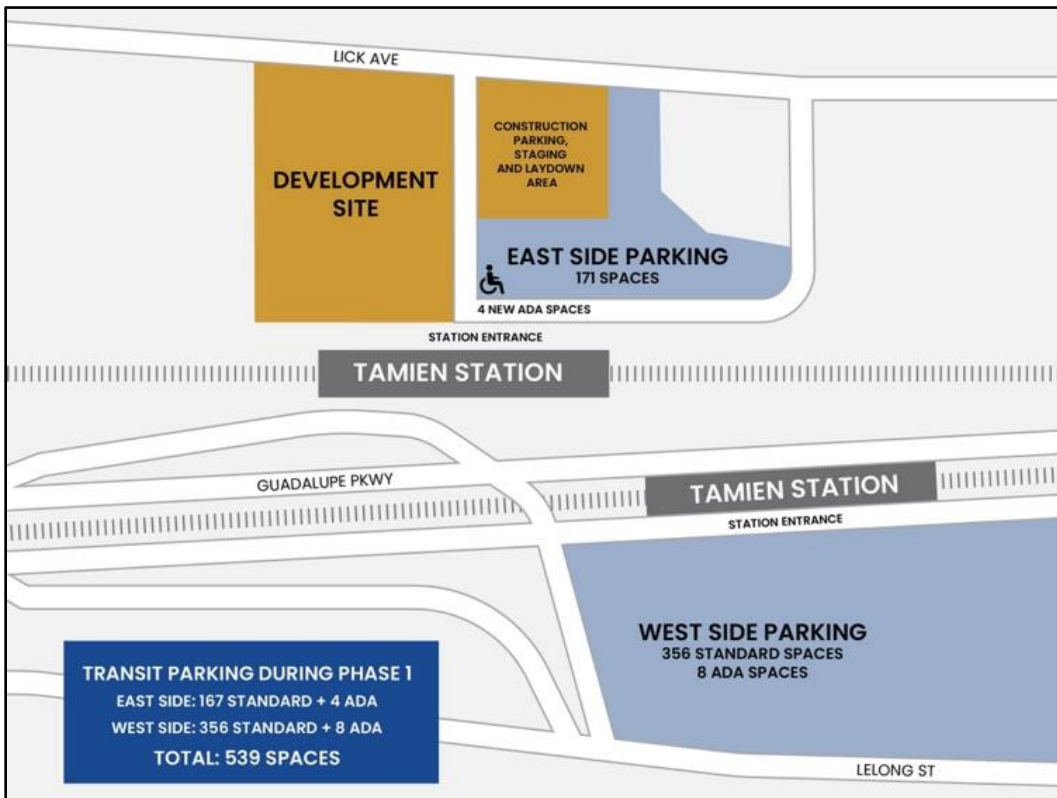 LICK AVE
CONSTRUCTION
PARKING,
STAGING
AND LAYDOWN
AREA
DEVELOPMENT
SITE
EAST SIDE PARKING
171 SPACES
4 NEW ADA SPACES
STATION ENTRANCE
TAMIEN STATION
GUADALUPE PKWY
TAMIEN STATION
STATION ENTRANCE
WEST SIDE PARKING
356 STANDARD SPACES
8 ADA SPACES
TRANSIT PARKING DURING PHASE 1
EAST SIDE: 167 STANDARD + 4 ADA
WEST SIDE: 356 STANDARD + 8 ADA
TOTAL: 539 SPACES
LELONG ST